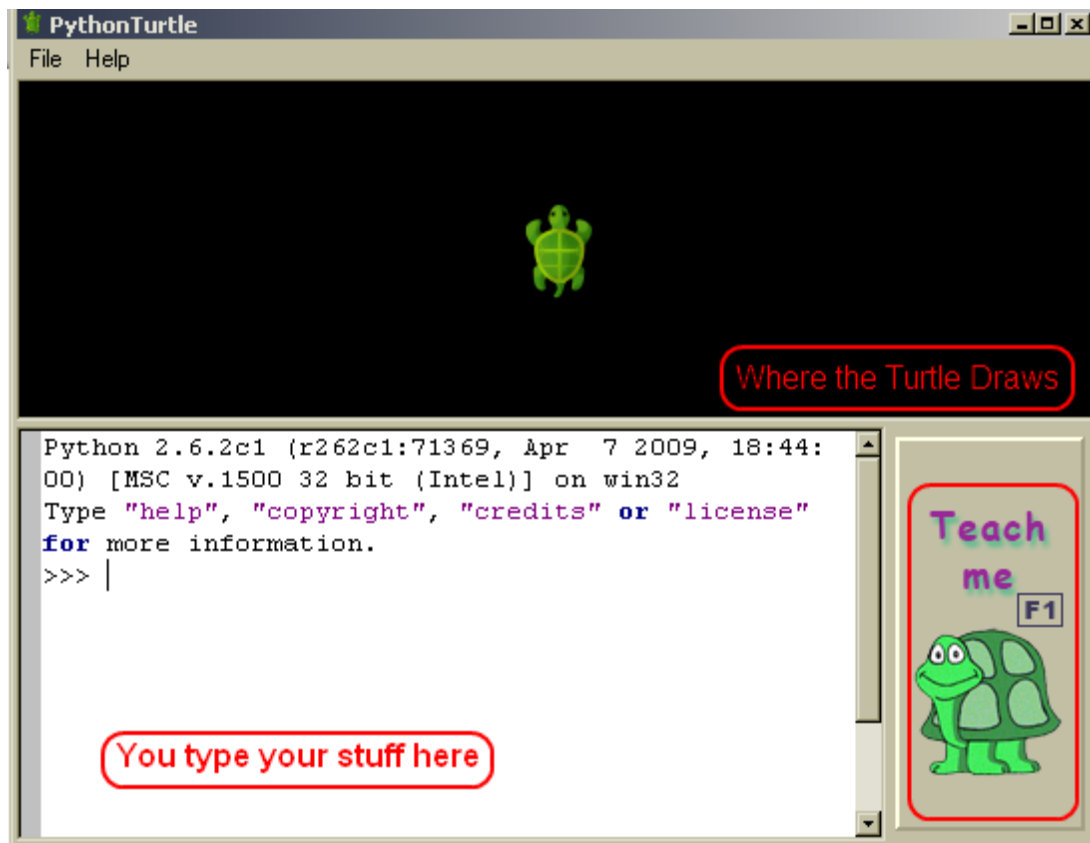 PythonTurtle
File Help
Where the Turtle Draws
Python 2.6.2c1 (r262c1:71369, Apr  7 2009, 18:44:
00) [MSC v.1500 32 bit (Intel)] on win32
Type "help", "copyright", "credits" or "license"
for more information.
>>>
You type your stuff here
Teach
me
F1